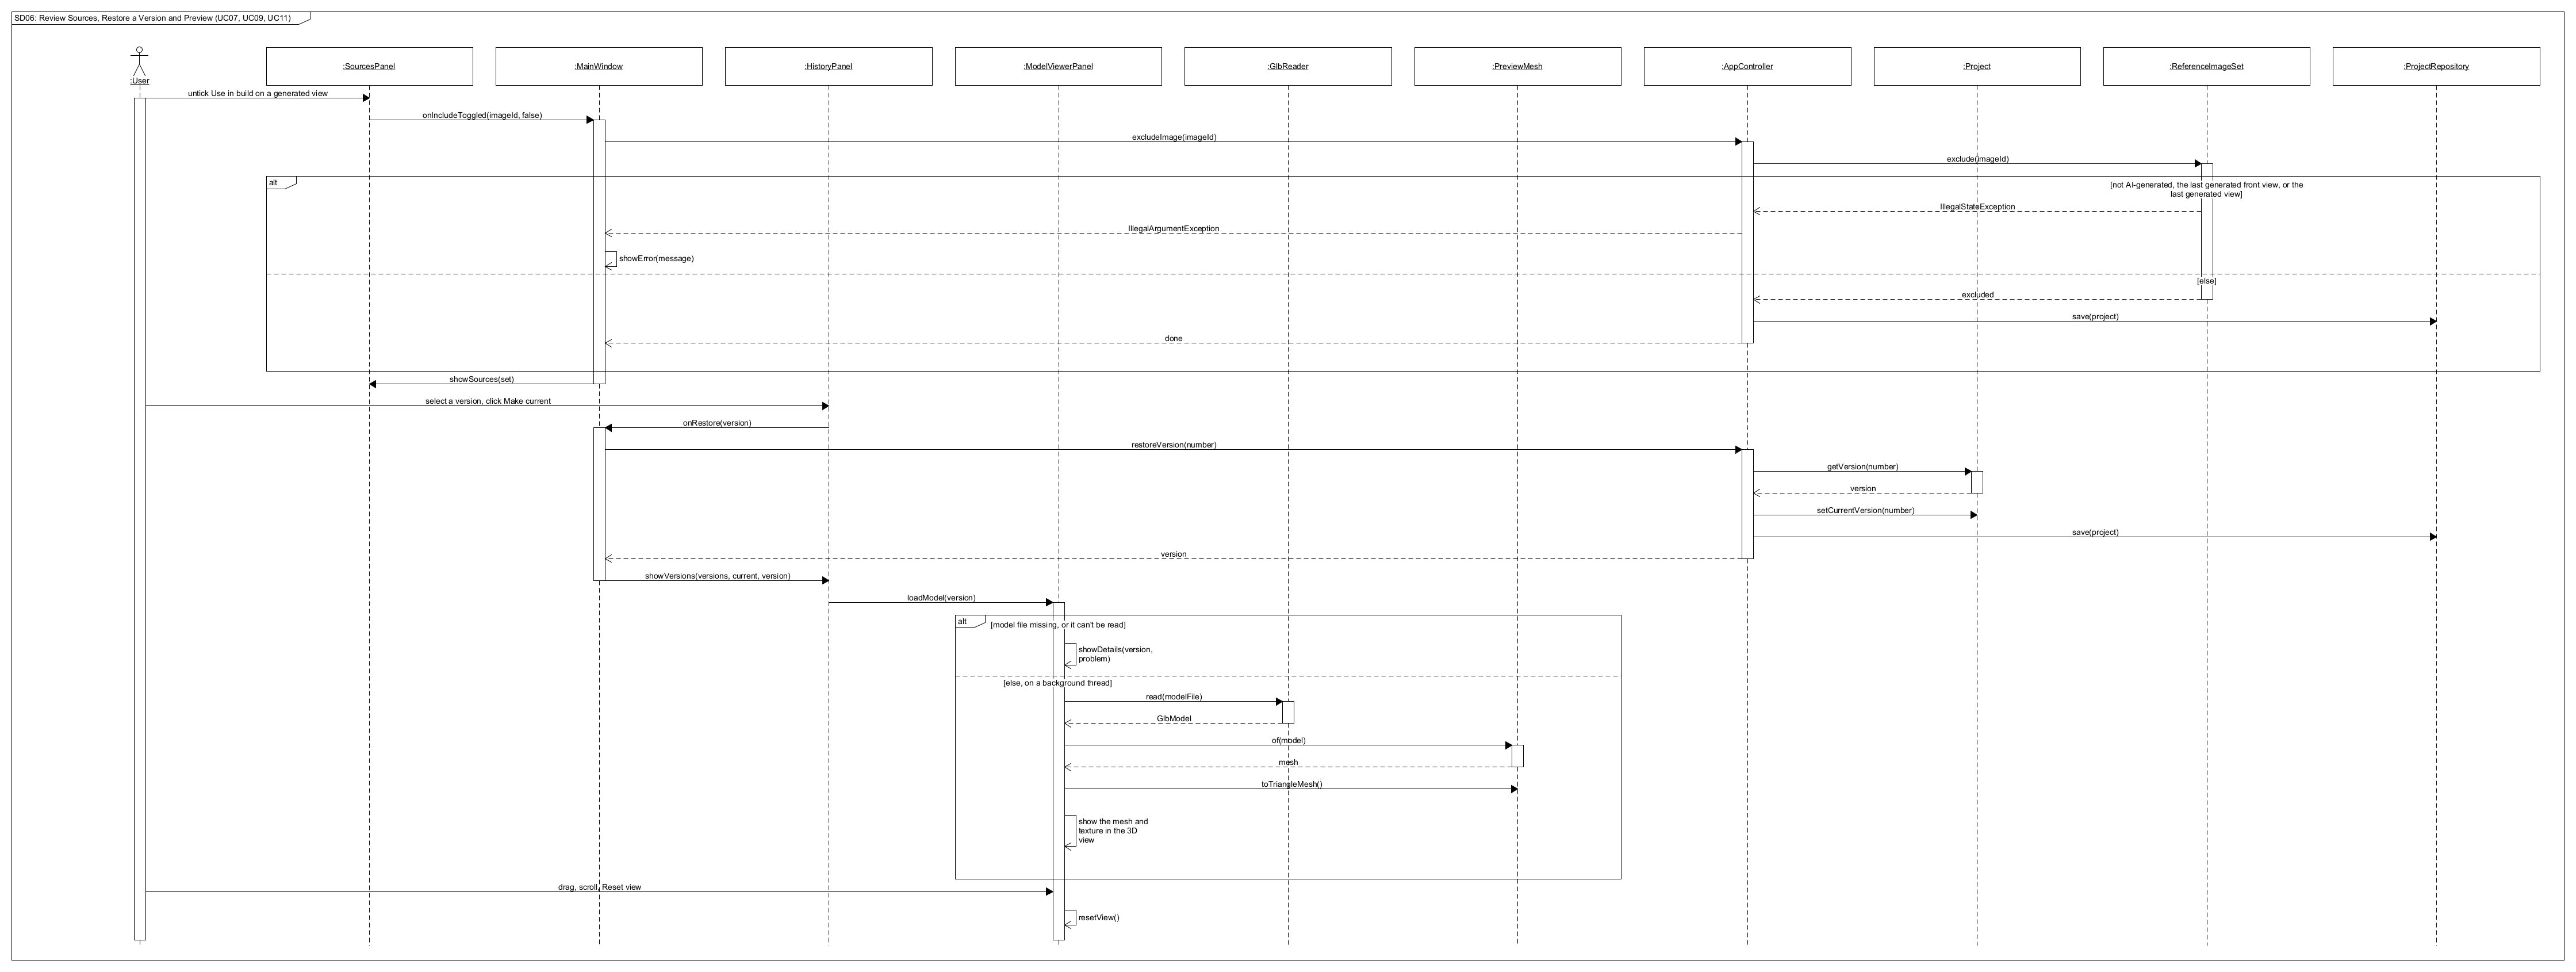 SD06: Review Sources, Restore a Version and Preview (UC07, UC09, UC11)
:User
:SourcesPanel
:MainWindow
:HistoryPanel
:ModelViewerPanel
:GlbReader
:PreviewMesh
:AppController
:Project
:ReferenceImageSet
:ProjectRepository
untick Use in build on a generated view
onIncludeToggled(imageId, false)
excludeImage(imageId)
exclude(imageId)
alt
[not AI-generated, the last generated front view, or the
last generated view]
IllegalStateException
IllegalArgumentException
showError(message)
[else]
excluded
save(project)
done
showSources(set)
select a version, click Make current
onRestore(version)
restoreVersion(number)
getVersion(number)
version
setCurrentVersion(number)
save(project)
version
showVersions(versions, current, version)
loadModel(version)
alt
[model file missing, or it can't be read]
showDetails(version,
problem)
[else, on a background thread]
read(modelFile)
GlbModel
of(model)
mesh
toTriangleMesh()
show the mesh and
texture in the 3D
view
drag, scroll, Reset view
resetView()